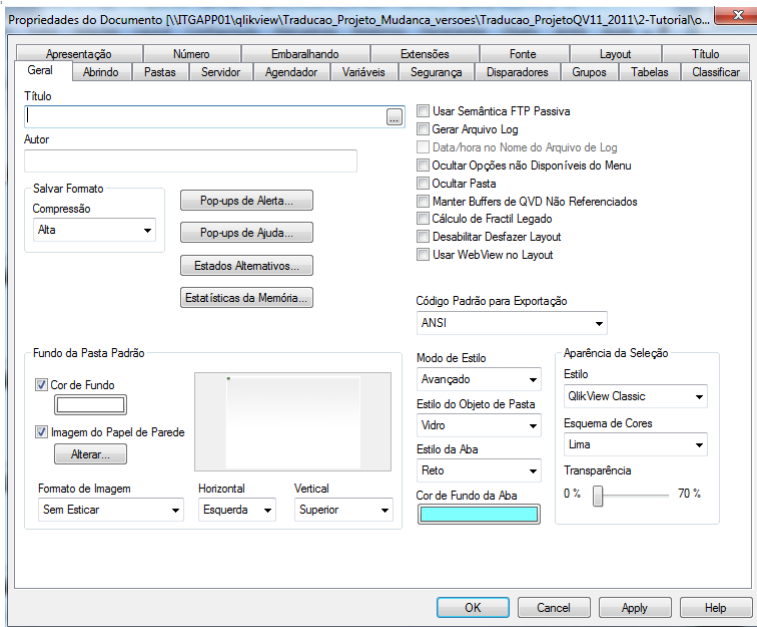 Propriedades do Documento [\\ITGAPP01\qlikview\Traducao_Projeto_Mudanca_versoes\Traducao_ProjetoQV11_2011\2-Tutorial\o...
Apresentação Número Embaralhando Extensões Fonte Layout Título
Geral Abrindo Pastas Servidor Agendador Variáveis Segurança Disparadores Grupos Tabelas Classificar
Título
...
Autor
Salvar Formato
Compressão
Alta
Pop-ups de Alerta...
Pop-ups de Ajuda...
Estados Alternativos...
Estatísticas da Memória...
Usar Semântica FTP Passiva
Gerar Arquivo Log
Data/hora no Nome do Arquivo de Log
Ocultar Opções não Disponíveis do Menu
Ocultar Pasta
Manter Buffers de QVD Não Referenciados
Cálculo de Fractil Legado
Desabilitar Desfazer Layout
Usar WebView no Layout
Código Padrão para Exportação
ANSI
Fundo da Pasta Padrão
Cor de Fundo
Imagem do Papel de Parede
Alterar...
Formato de Imagem
Sem Esticar
Horizontal
Esquerda
Vertical
Superior
Modo de Estilo
Avançado
Estilo do Objeto de Pasta
Vidro
Estilo da Aba
Reto
Cor de Fundo da Aba
Aparência da Seleção
Estilo
QlikView Classic
Esquema de Cores
Lima
Transparência
0 % 70 %
OK Cancel Apply Help